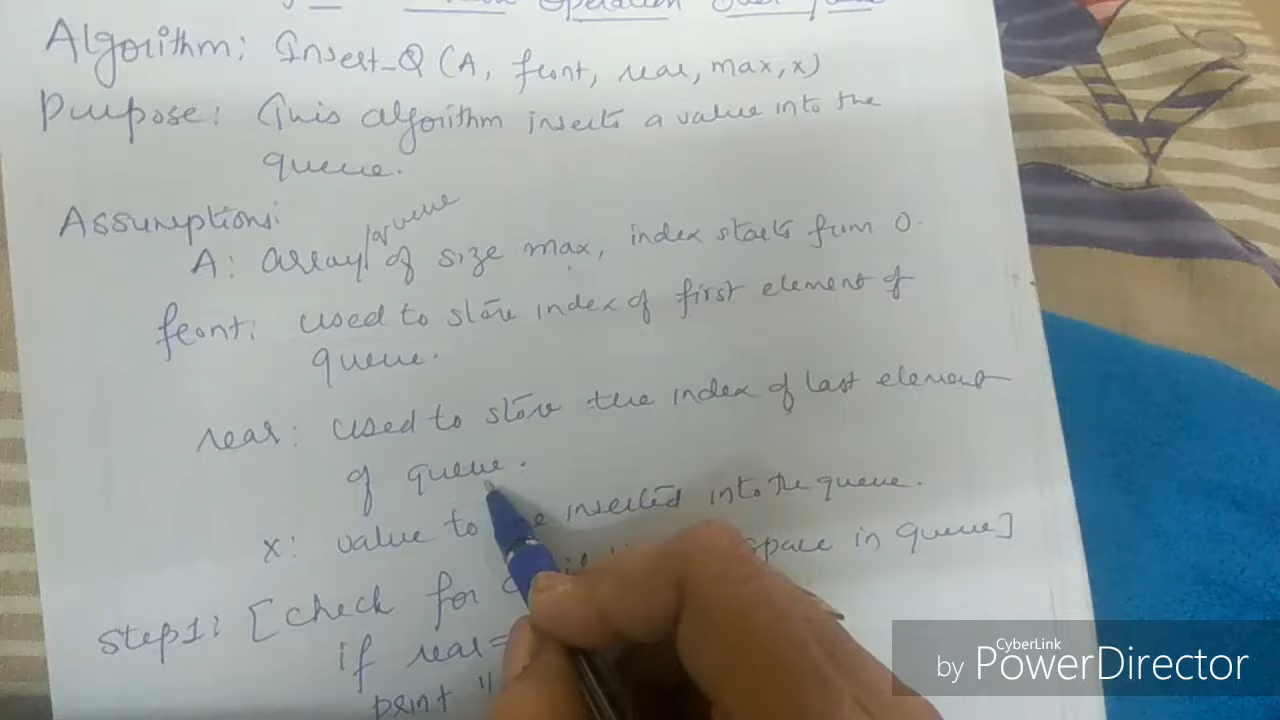 Operation Over queue
Algorithm: Insert_Q (A, front, rear, max, x)
Purpose: This algorithm inserts a value into the
queue.
Assumptions:
A: array/queue of size max, index starts from 0.
front: used to store index of first element of
queue.
rear: used to store the index of last element
of queue.
x: value to be inserted into the queue.
Step1: [check for space in queue]
if rear=
print "
CyberLink
by PowerDirector